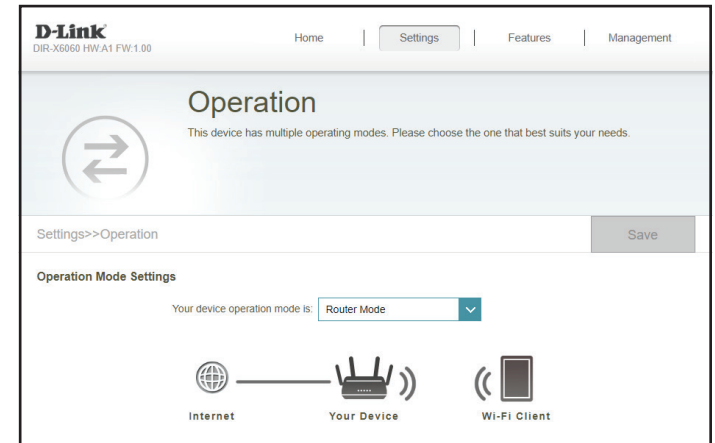 D-Link
DIR-X6060 HW:A1 FW:1.00
Home | Settings | Features | Management
Operation
This device has multiple operating modes. Please choose the one that best suits your needs.
Settings>>Operation
Save
Operation Mode Settings
Your device operation mode is: Router Mode
Internet Your Device Wi-Fi Client